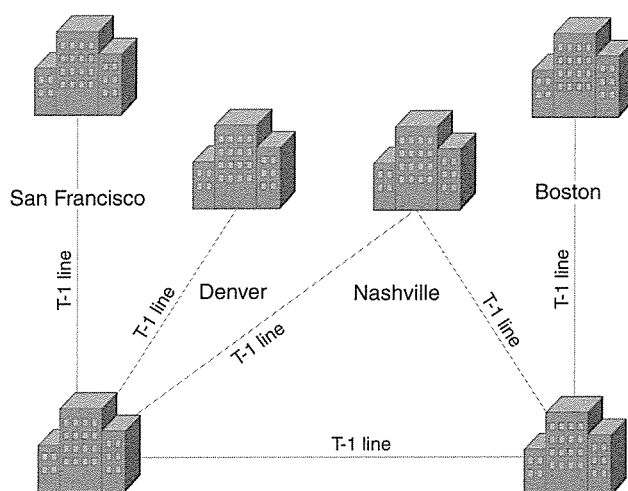 San Francisco
Boston
Denver
Nashville
T-1 line
T-1 line
T-1 line
T-1 line
T-1 line
T-1 line